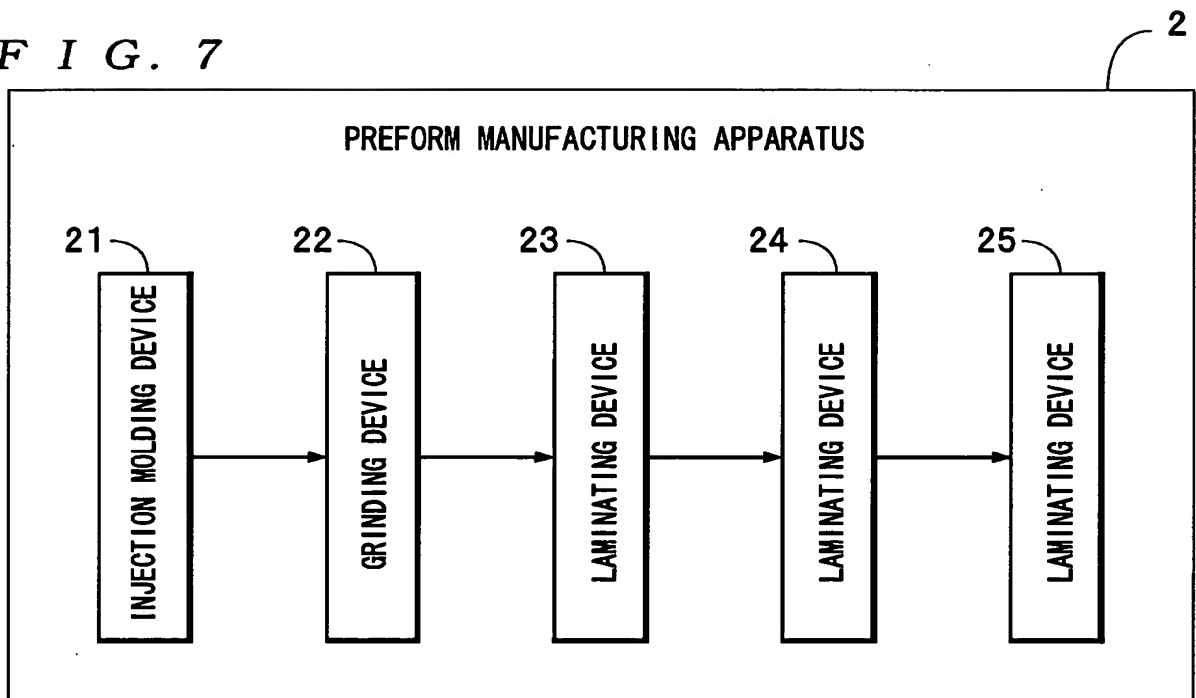 F I G. 7
2
PREFORM MANUFACTURING APPARATUS
21
22
23
24
25
INJECTION MOLDING DEVICE
GRINDING DEVICE
LAMINATING DEVICE
LAMINATING DEVICE
LAMINATING DEVICE